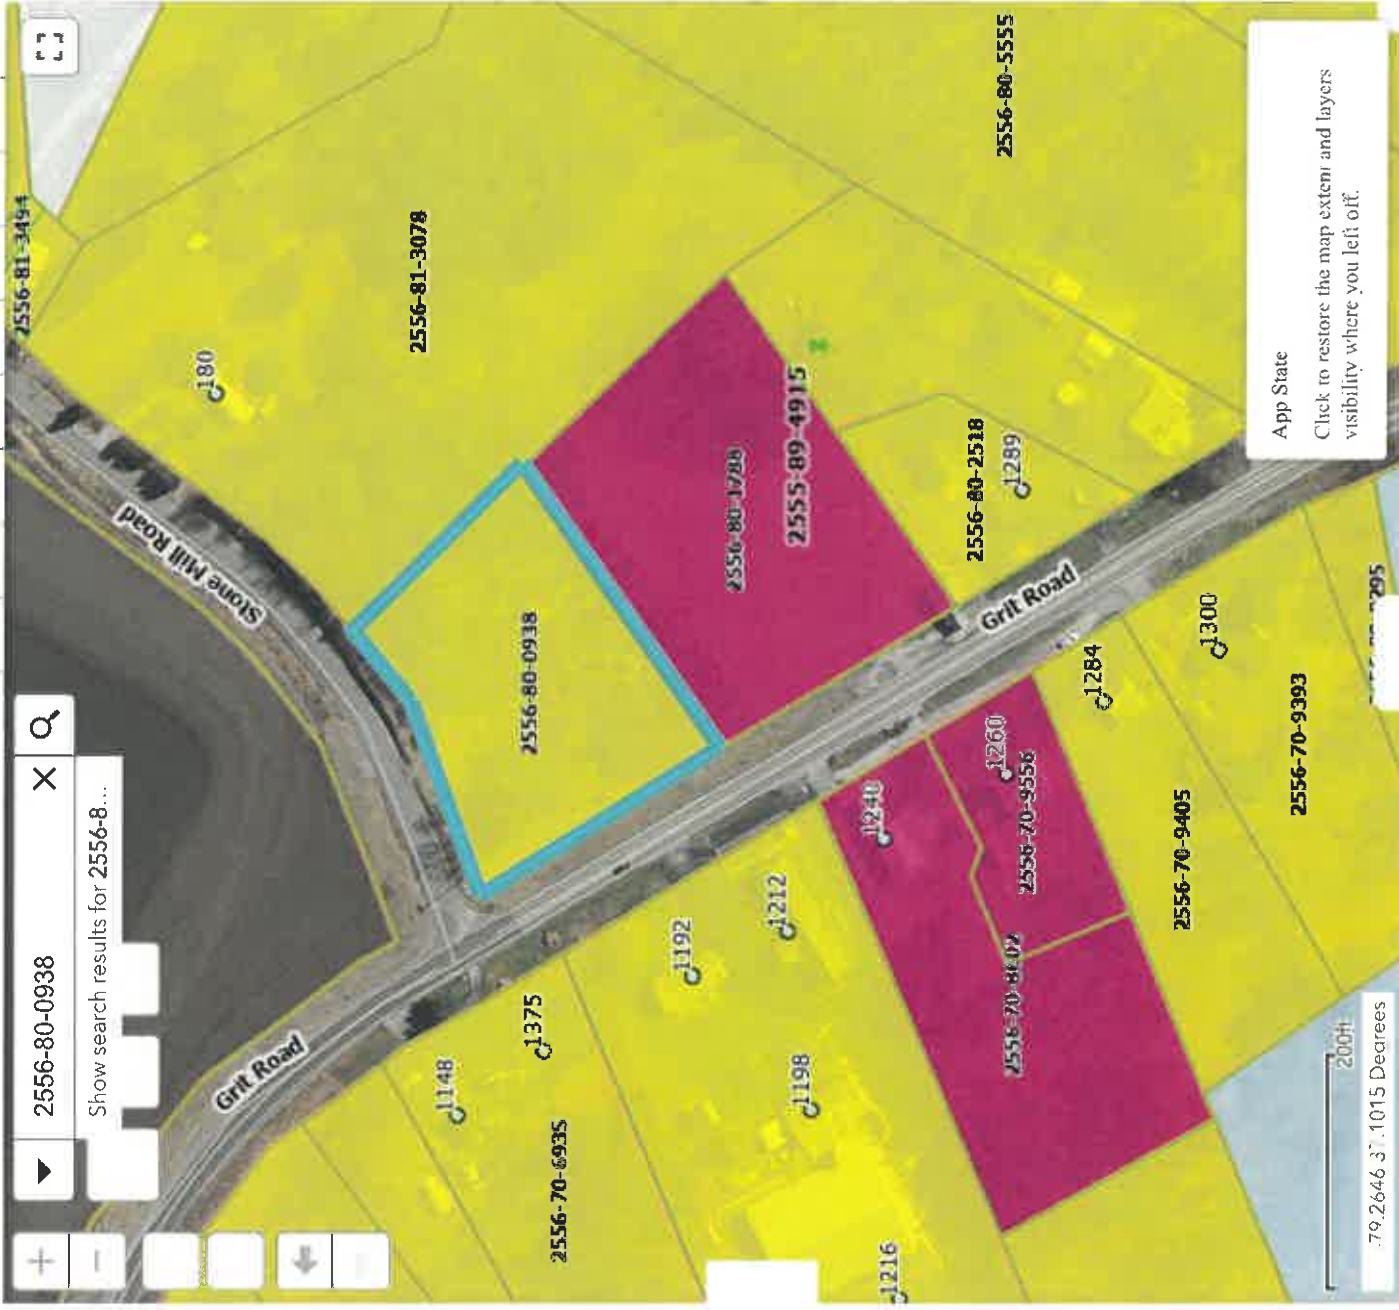 2556-81-3494
2556-80-0938
Show search results for 2556-8...
Stone Mill Road
180
Grit Road
2556-81-3078
1148
1375
2556-80-0938
2556-70-6935
1192
2556-80-1788
1212
2555-89-4915
z
1198
1240
1216
2556-80-2518
1260
2556-80-5555
1289
2556-70-8602
2556-70-9556
Grit Road
1284
2556-70-9405
1300
App State
2556-70-9393
Click to restore the map extent and layers
visibility where you left off.
200ft
-79.2646 37.1015 Degrees